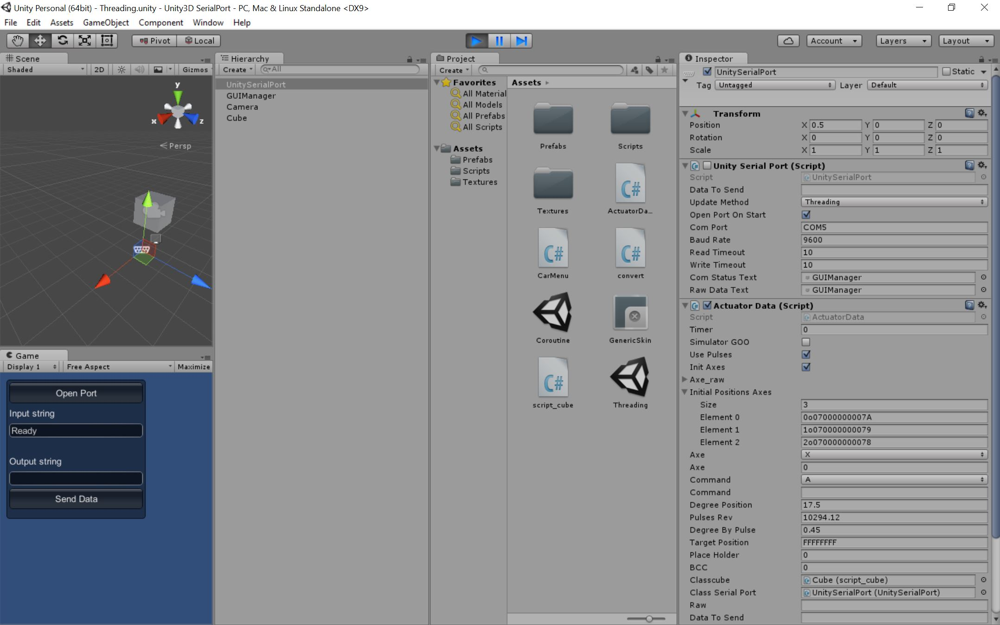 Unity Personal (64bit) - Threading.unity - Unity3D SerialPort - PC, Mac & Linux Standalone <DX9>
File Edit Assets GameObject Component Window Help
Pivot Local
Account Layers Layout
Scene
Shaded 2D Gizmos
y
x z
Persp
Game
Display 1 Free Aspect Maximize
Open Port
Input string
Ready
Output string
Send Data
Hierarchy
Create All
UnitySerialPort
GUIManager
Camera
Cube
Project
Create
Favorites
All Material
All Models
All Prefabs
All Scripts
Assets
Prefabs
Scripts
Textures
Assets
Prefabs Scripts
C#
Textures ActuatorDa...
C# C#
CarMenu convert
Coroutine GenericSkin
C#
script_cube Threading
Inspector
UnitySerialPort Static
Tag Untagged Layer Default
Transform
Position X 0.5 Y 0 Z 0
Rotation X 0 Y 0 Z 0
Scale X 1 Y 1 Z 1
Unity Serial Port (Script)
Script UnitySerialPort
Data To Send
Update Method Threading
Open Port On Start
Com Port COM5
Baud Rate 9600
Read Timeout 10
Write Timeout 10
Com Status Text GUIManager
Raw Data Text GUIManager
Actuator Data (Script)
Script ActuatorData
Timer 0
Simulator GOO
Use Pulses
Init Axes
Axe_raw
Initial Positions Axes
Size 3
Element 0 0o07000000007A
Element 1 1o070000000079
Element 2 2o070000000078
Axe X
Axe 0
Command A
Command
Degree Position 17.5
Pulses Rev 10294.12
Degree By Pulse 0.45
Target Position FFFFFFFF
Place Holder 0
BCC 0
Classcube Cube (script_cube)
Class Serial Port UnitySerialPort (UnitySerialPort)
Raw
Data To Send